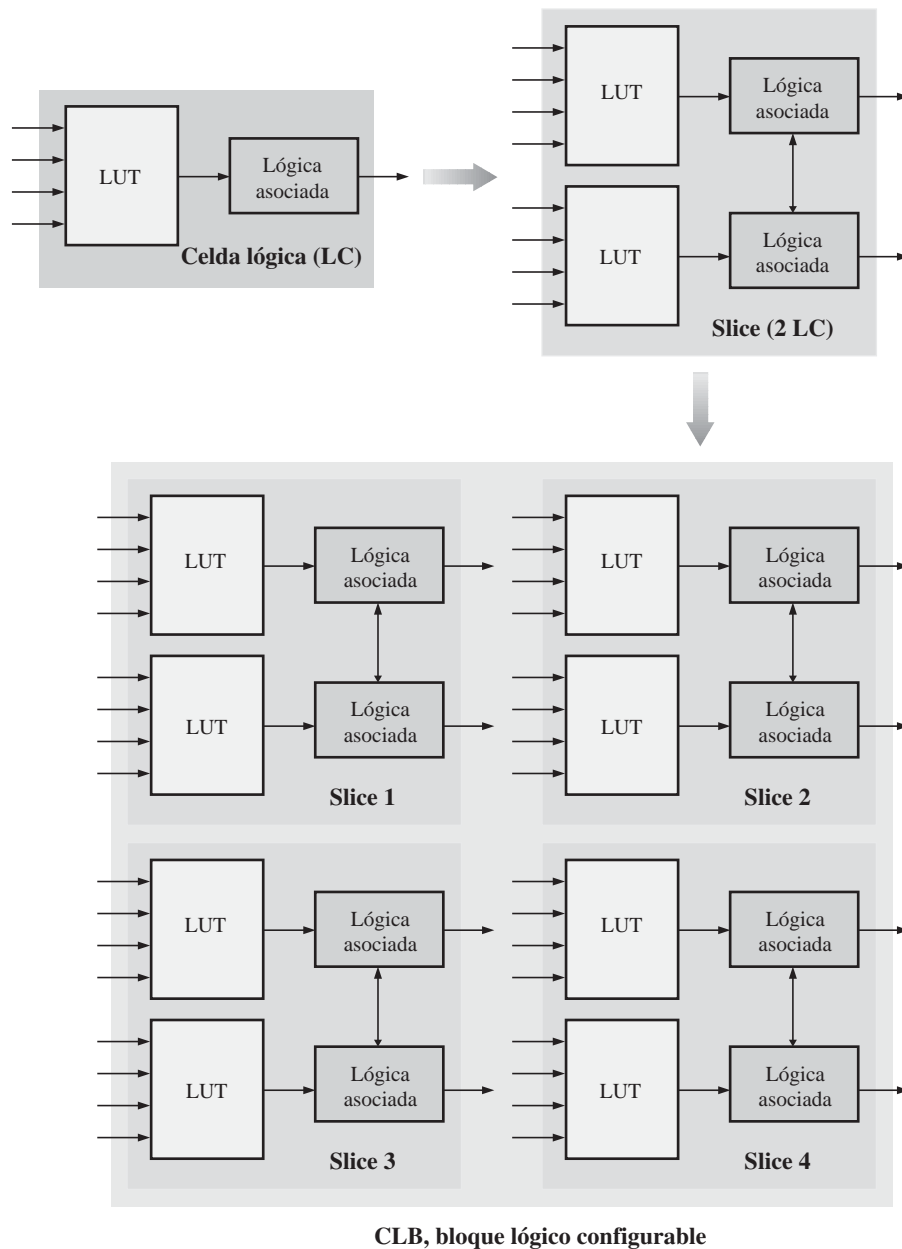 LUT
Lógica
asociada
Celda lógica (LC)
LUT
Lógica
asociada
LUT
Lógica
asociada
Slice (2 LC)
LUT
Lógica
asociada
LUT
Lógica
asociada
Slice 1
LUT
Lógica
asociada
LUT
Lógica
asociada
Slice 2
LUT
Lógica
asociada
LUT
Lógica
asociada
Slice 3
LUT
Lógica
asociada
LUT
Lógica
asociada
Slice 4
CLB, bloque lógico configurable